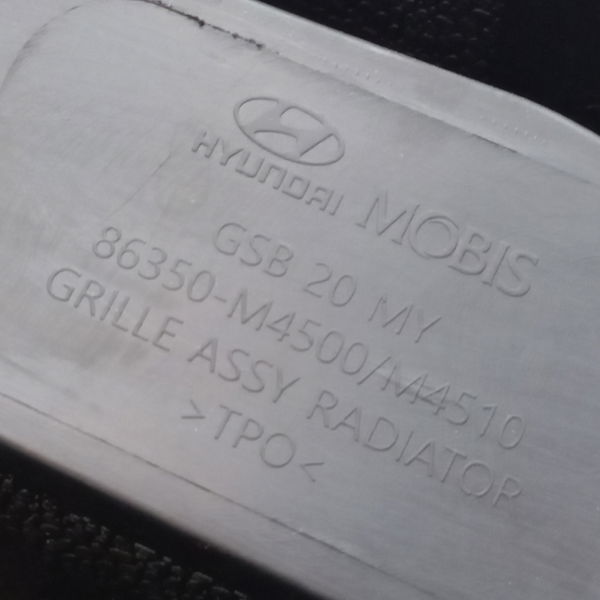 HYUNDAI MOBIS
GSB 20 MY
86350-M4500/M4510
GRILLE ASSY RADIATOR
>TPO<